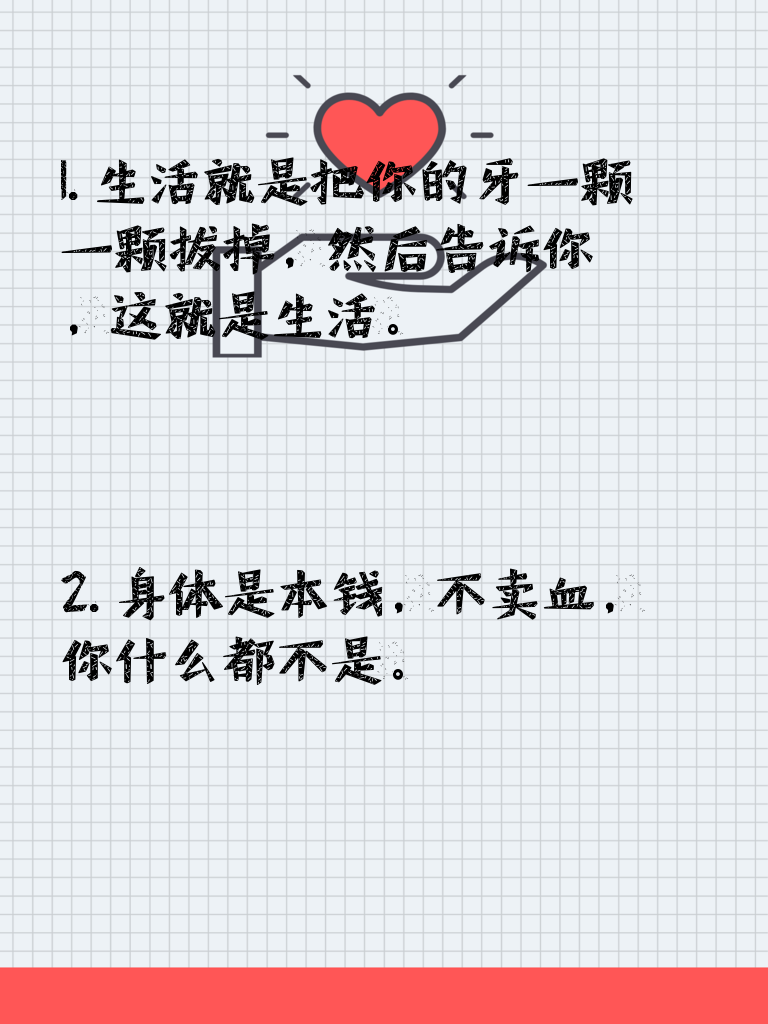 1. 生活就是把你的牙一颗
一颗拔掉，然后告诉你
，这就是生活。
2. 身体是本钱，不卖血，
你什么都不是。